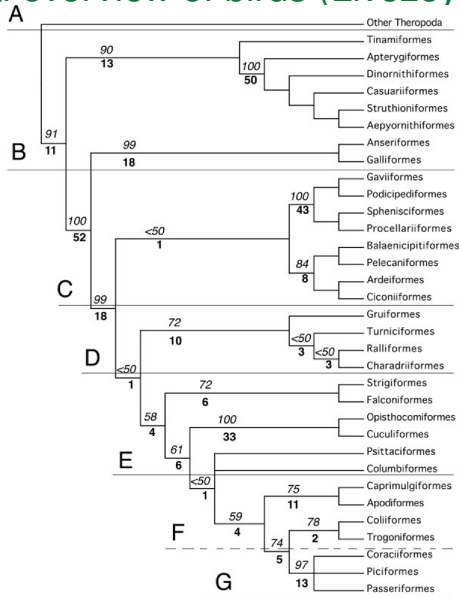 A
Other Theropoda
Tinamiformes
90
13
Apterygiformes
100
50
Dinornithiformes
Casuariiformes
Struthioniformes
Aepyornithiformes
91
11
B
Anseriformes
99
18
Galliformes
Gaviiformes
100
43
Podicipediformes
Sphenisciformes
100
52
Procellariiformes
<50
1
Balaenicipitiformes
84
8
Pelecaniformes
Ardeiformes
C
Ciconiiformes
99
18
Gruiformes
72
10
Turniciformes
<50
3
Ralliformes
<50
3
D
Charadriiformes
<50
1
Strigiformes
72
6
Falconiformes
58
4
Opisthocomiformes
100
33
Cuculiformes
61
6
Psittaciformes
E
Columbiformes
<50
1
Caprimulgiformes
75
11
Apodiformes
59
4
Coliiformes
78
2
F
Trogoniformes
74
5
Coraciiformes
97
13
Piciformes
G
Passeriformes